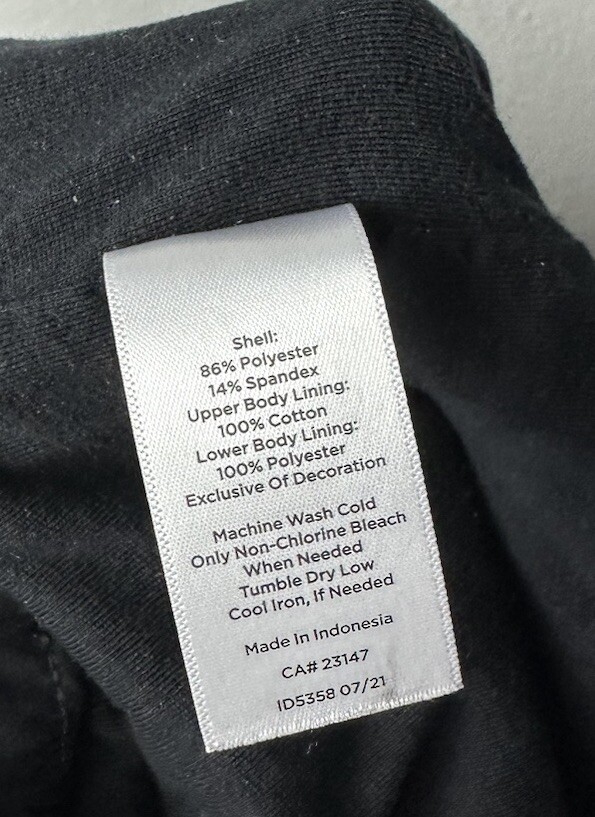 Shell:
86% Polyester
14% Spandex
Upper Body Lining:
100% Cotton
Lower Body Lining:
100% Polyester
Exclusive Of Decoration
Machine Wash Cold
Only Non-Chlorine Bleach
When Needed
Tumble Dry Low
Cool Iron, If Needed
Made In Indonesia
CA# 23147
ID5358 07/21